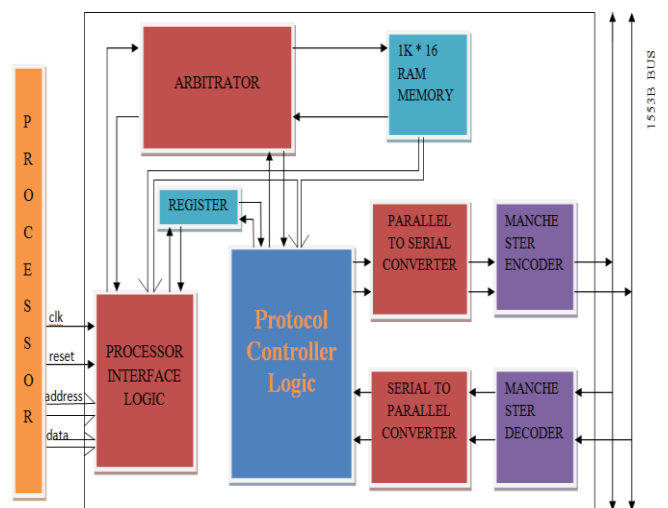 PROCESSOR
clk
reset
address
data
ARBITRATOR
1K * 16
RAM
MEMORY
REGISTER
PROCESSOR
INTERFACE
LOGIC
Protocol
Controller
Logic
PARALLEL
TO SERIAL
CONVERTER
MANCHE
STER
ENCODER
SERIAL TO
PARALLEL
CONVERTER
MANCHE
STER
DECODER
1553B BUS